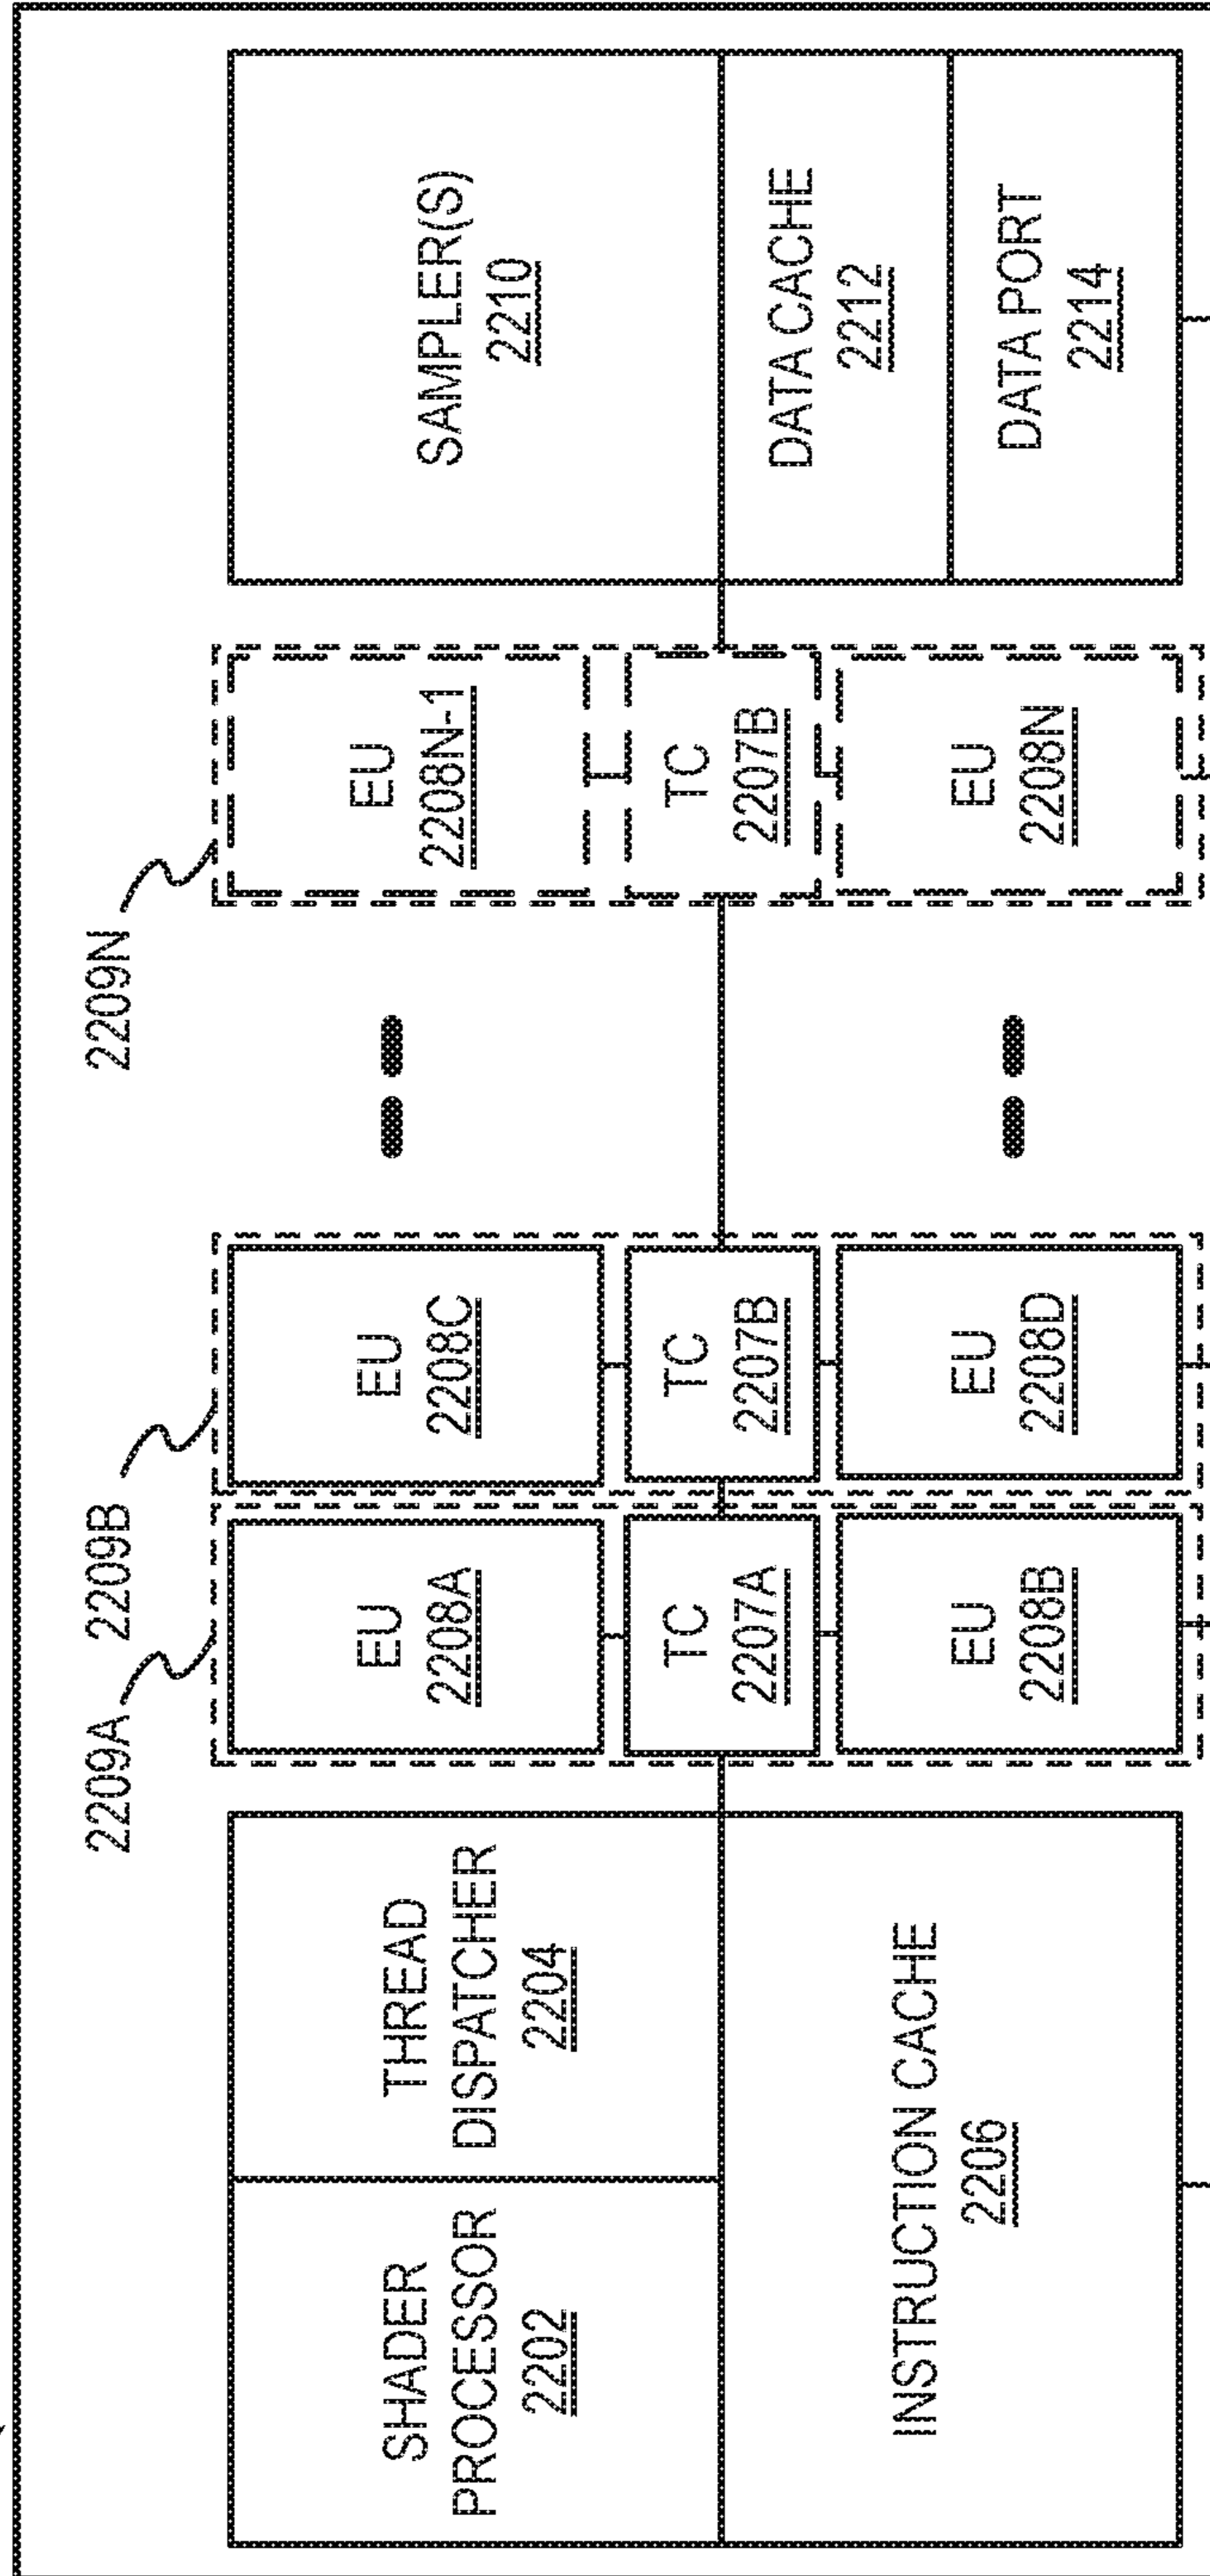 2209A
2209B
2209N
SHADER
PROCESSOR
2202
THREAD
DISPATCHER
2204
INSTRUCTION CACHE
2206
EU
2208A
TC
2207A
EU
2208B
EU
2208C
TC
2207B
EU
2208D
EU
2208N-1
TC
2207B
EU
2208N
SAMPLER(S)
2210
DATA CACHE
2212
DATA PORT
2214